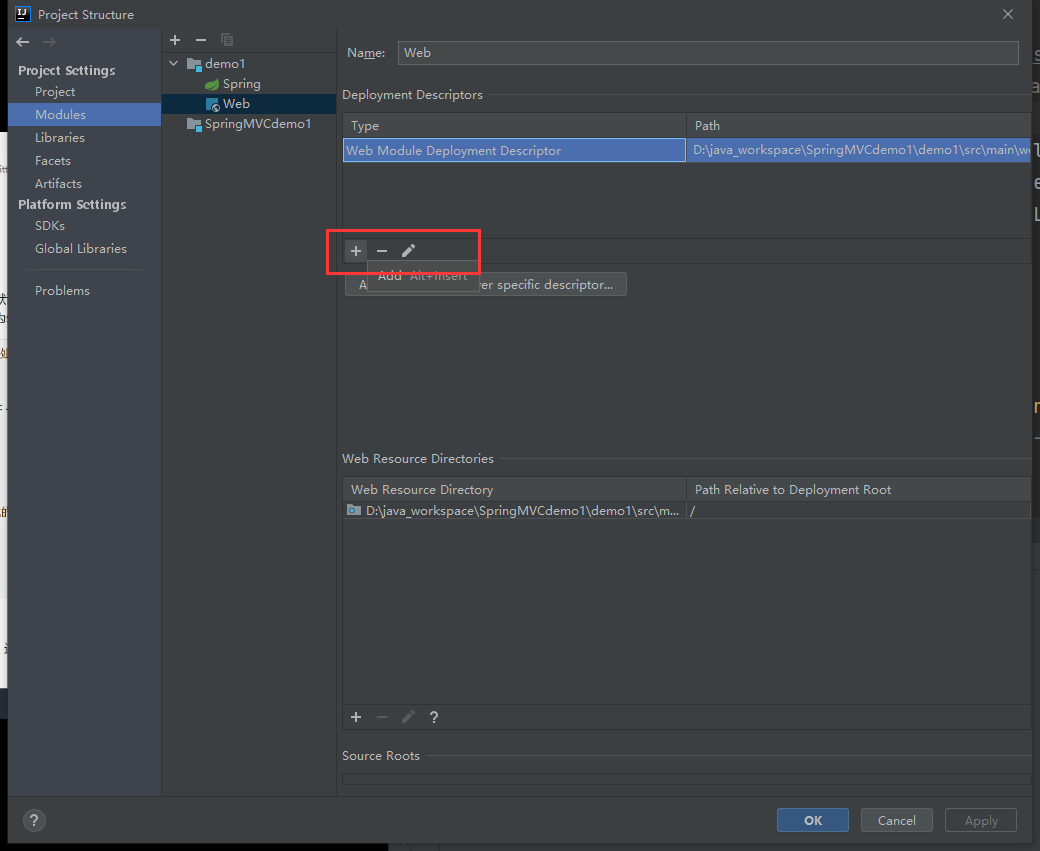 Project Structure
Project Settings
Project
Modules
Libraries
Facets
Artifacts
Platform Settings
SDKs
Global Libraries
Problems
demo1
Spring
Web
SpringMVCdemo1
Name: Web
Deployment Descriptors
Type Path
Web Module Deployment Descriptor D:\java_workspace\SpringMVCdemo1\demo1\src\main\we
Add Alt+Insert
A er specific descriptor...
Web Resource Directories
Web Resource Directory Path Relative to Deployment Root
D:\java_workspace\SpringMVCdemo1\demo1\src\m... /
?
Source Roots
? OK Cancel Apply